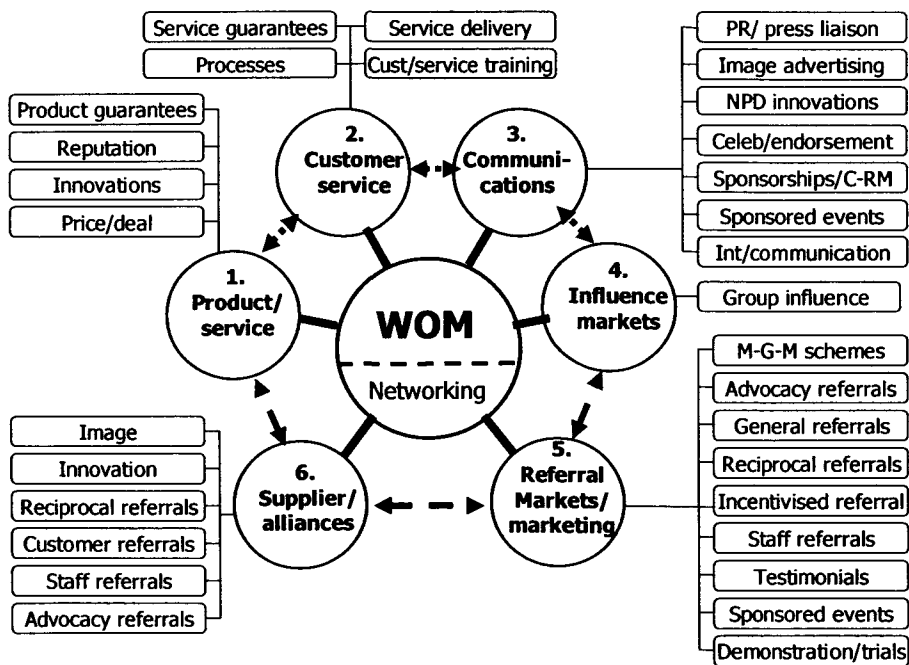 Service guarantees
Service delivery
Processes
Cust/service training
PR/ press liaison
Image advertising
NPD innovations
Celeb/endorsement
Sponsorships/C-RM
Sponsored events
Int/communication
Product guarantees
Reputation
Innovations
Price/deal
2.
Customer
service
3.
Communi-
cations
1.
Product/
service
4.
Influence
markets
Group influence
WOM
Networking
M-G-M schemes
Advocacy referrals
General referrals
Reciprocal referrals
Incentivised referral
Staff referrals
Testimonials
Sponsored events
Demonstration/trials
5.
Referral
Markets/
marketing
6.
Supplier/
alliances
Image
Innovation
Reciprocal referrals
Customer referrals
Staff referrals
Advocacy referrals